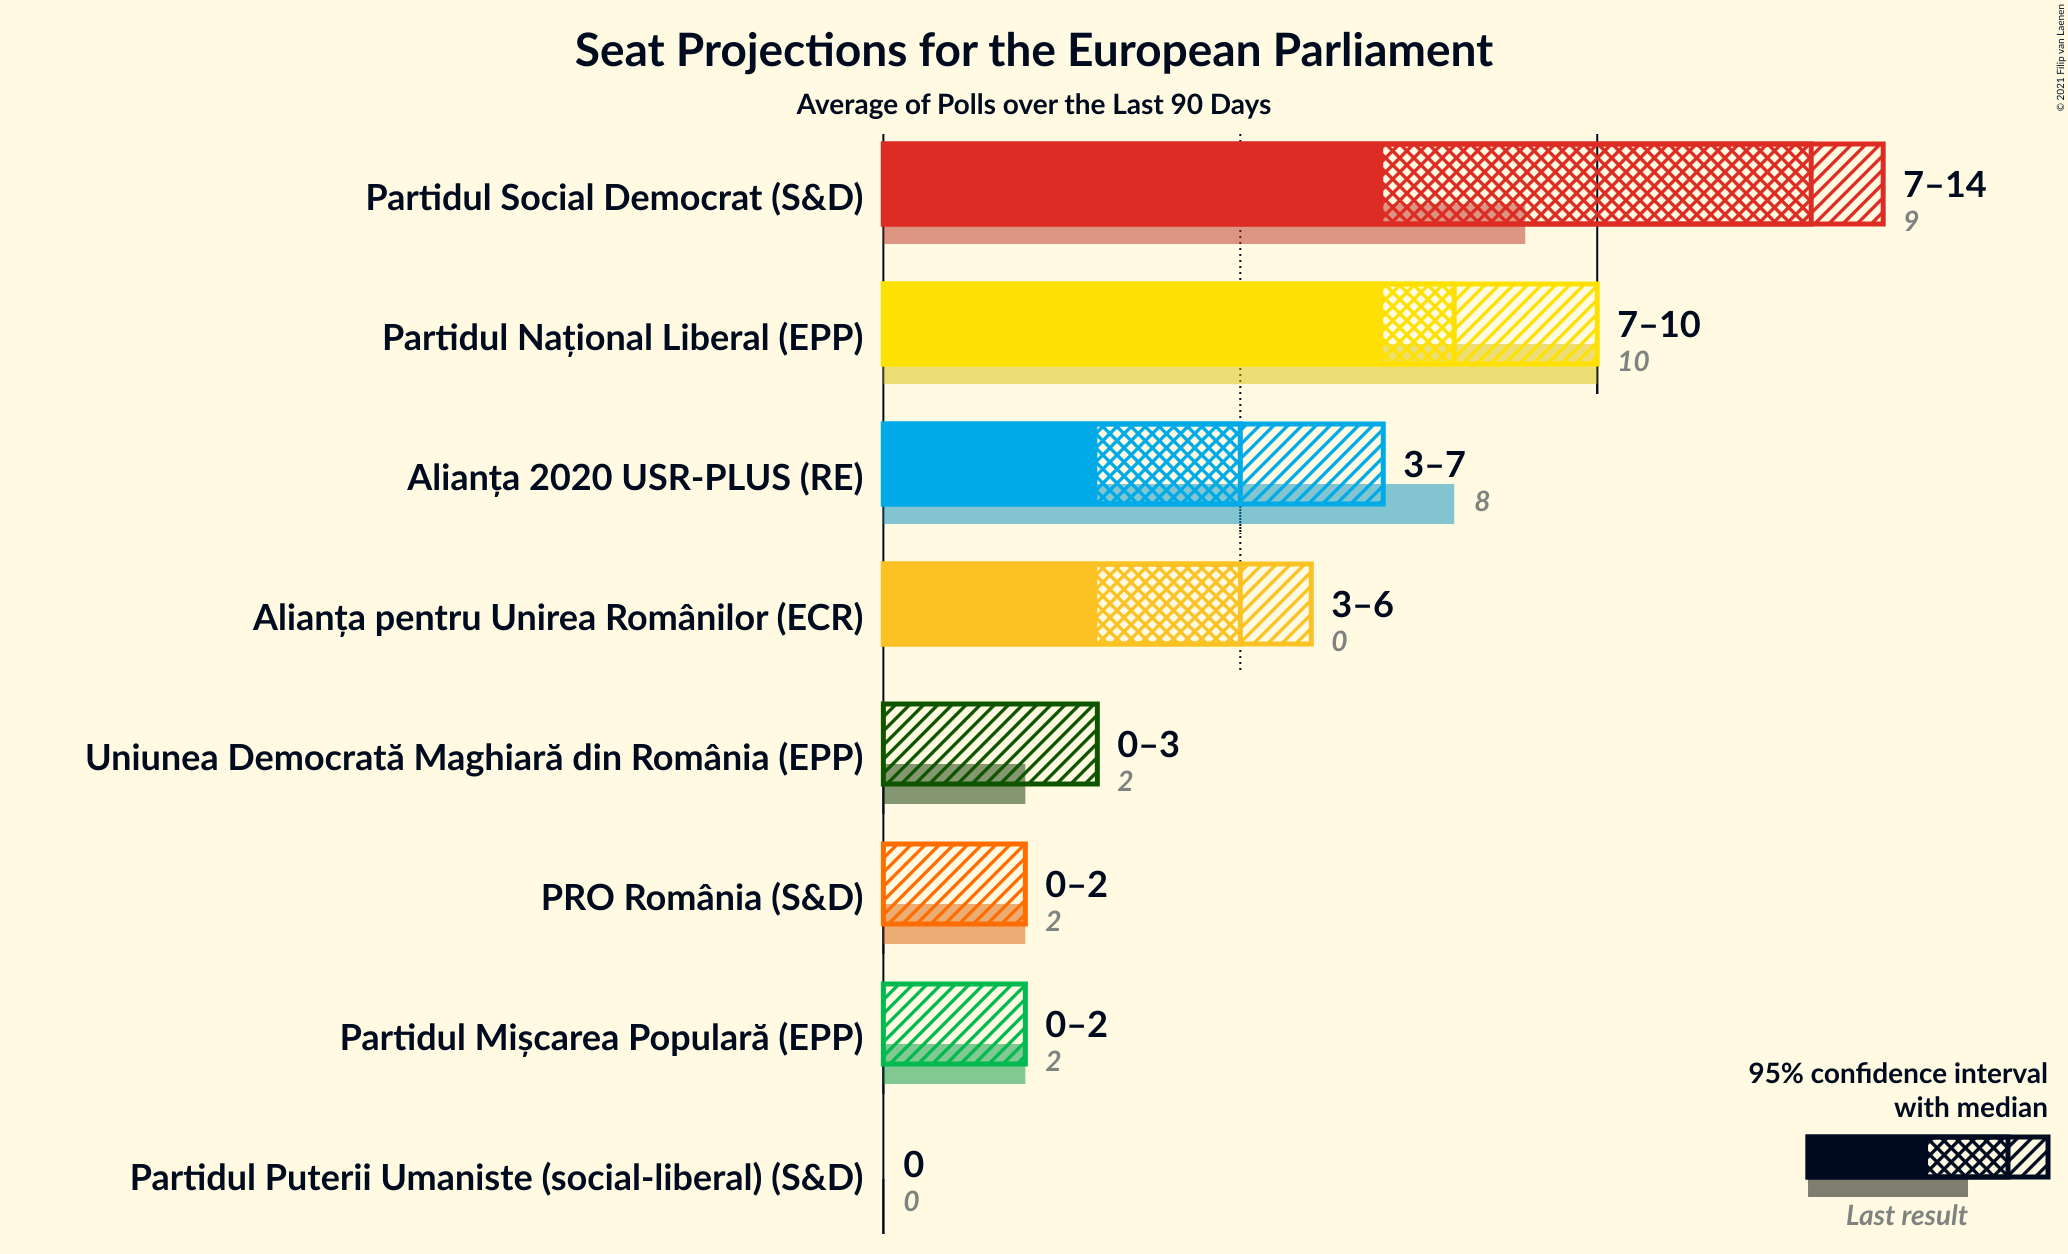 Seat Projections for the European Parliament
Average of Polls over the Last 90 Days
© 2021 Filip van Laenen
Partidul Social Democrat (S&D)
7–14
9
Partidul Național Liberal (EPP)
7–10
10
Alianța 2020 USR-PLUS (RE)
3–7
8
Alianța pentru Unirea Românilor (ECR)
3–6
0
Uniunea Democrată Maghiară din România (EPP)
0–3
2
PRO România (S&D)
0–2
2
Partidul Mișcarea Populară (EPP)
0–2
2
Partidul Puterii Umaniste (social-liberal) (S&D)
0
0
95% confidence interval
with median
Last result